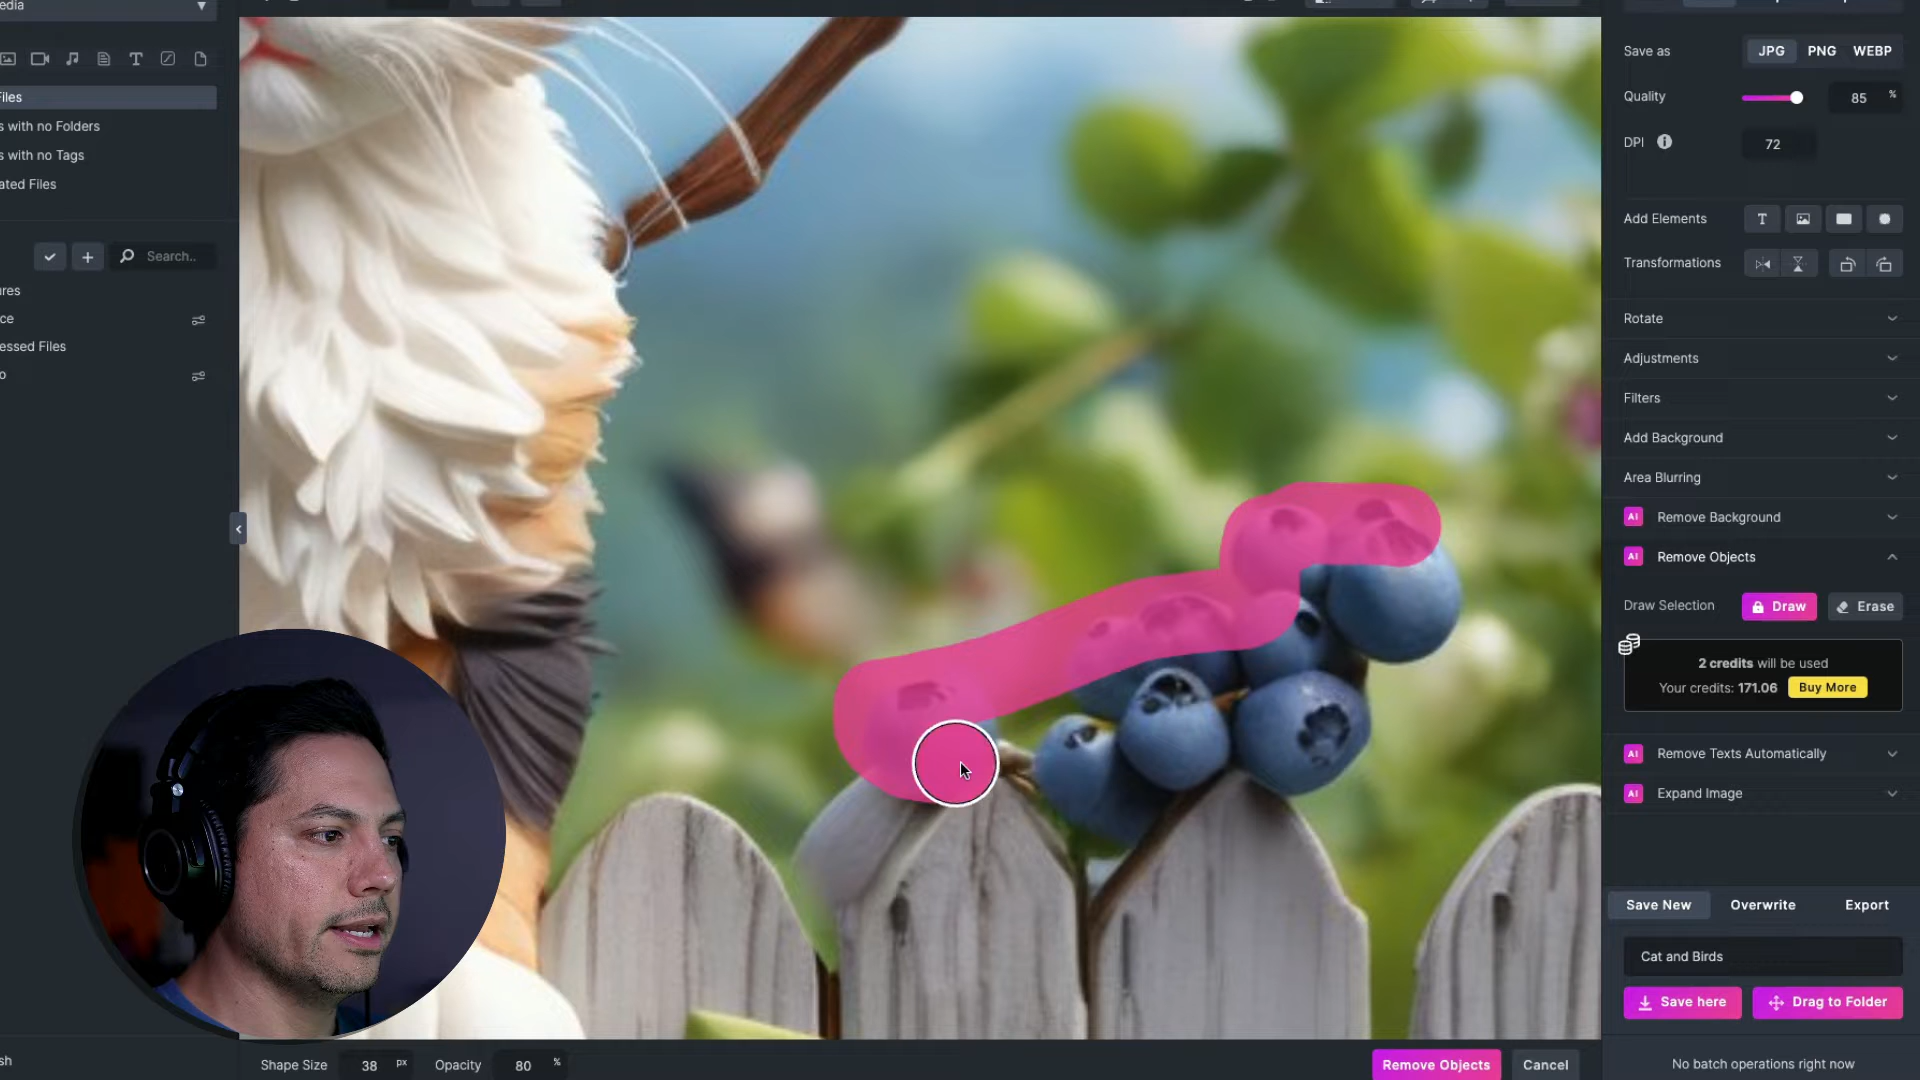 edia
Files
s with no Folders
s with no Tags
ated Files
Search..
ures
ce
essed Files
o
sh
Save as
JPG PNG WEBP
Quality
85 %
DPI
72
Add Elements
T
Transformations
Rotate
Adjustments
Filters
Add Background
Area Blurring
AI Remove Background
AI Remove Objects
Draw Selection
Draw
Erase
2 credits will be used
Your credits: 171.06
Buy More
AI Remove Texts Automatically
AI Expand Image
Save New Overwrite Export
Cat and Birds
Save here
Drag to Folder
Shape Size 38 px Opacity 80 %
Remove Objects
Cancel
No batch operations right now